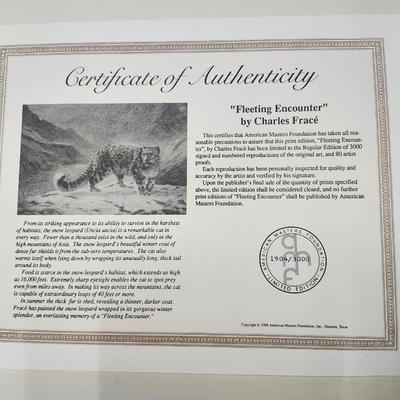 Certificate of Authenticity
"Fleeting Encounter"
by Charles Fracé
This certifies that American Masters Foundation has taken all rea-
sonable precautions to assure that this print edition, "Fleeting Encoun-
ter", by Charles Fracé has been limited to the Regular Edition of 3000
signed and numbered reproductions of the original art, and 80 artist
proofs.
Each reproduction has been personally inspected for quality and
accuracy by the artist and verified by his signature.
Upon the publisher's final sale of the quantity of prints specified
above, the limited edition shall be considered closed, and no further
print editions of "Fleeting Encounter" shall be published by American
Masters Foundation.
From its striking appearance to its ability to survive in the harshest
of habitats, the snow leopard (Uncia uncia) is a remarkable cat in
every way. Fewer than a thousand exist in the wild, and only in the
high mountains of Asia. The snow leopard's beautiful winter coat of
dense fur shields it from the sub-zero temperatures. The cat also
warms itself when lying down by wrapping its unusually long, thick tail
around its body.
Food is scarce in the snow leopard's habitat, which extends as high
as 16,000 feet. Extremely sharp eyesight enables the cat to spot prey
even from miles away. In making its way across the mountains, the cat
is capable of extraordinary leaps of 40 feet or more.
In summer the thick fur is shed, revealing a thinner, darker coat.
Fracé has painted the snow leopard wrapped in its gorgeous winter
splendor, an everlasting memory of a "Fleeting Encounter."
AMERICAN MASTERS FOUNDATION
1904/3000
LIMITED EDITION
Copyright © 1988 American Masters Foundation, Inc., Houston, Texas